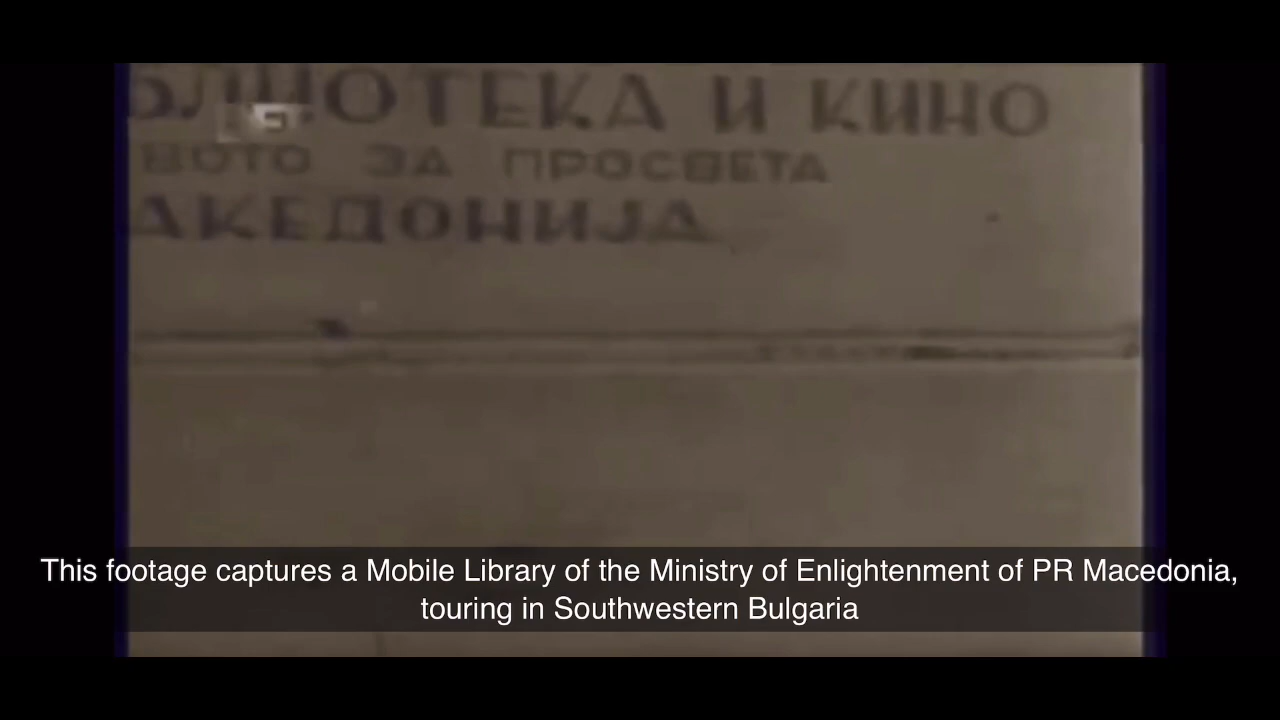 БЛИОТЕКА И КИНО
ВОТО ЗА ПРОСВЕТА
АКЕДОНИЈА
This footage captures a Mobile Library of the Ministry of Enlightenment of PR Macedonia,
touring in Southwestern Bulgaria